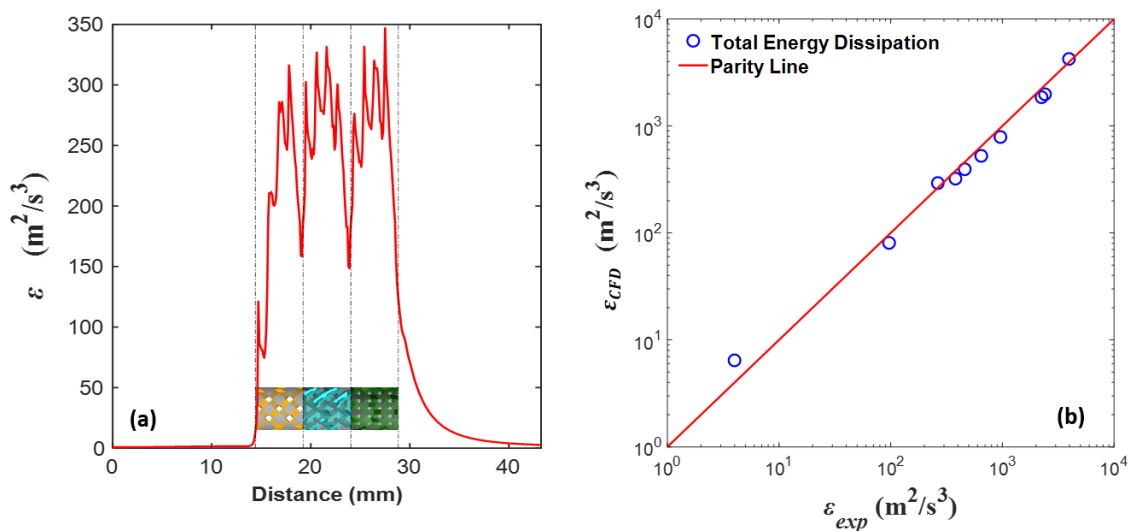 350
300
250
200
150
100
50
0
ε (m²/s³)
(a)
0 10 20 30 40
Distance (mm)
10⁴
10³
10²
10¹
10⁰
ε_CFD (m²/s³)
Total Energy Dissipation
Parity Line
(b)
10⁰ 10¹ 10² 10³ 10⁴
ε_exp (m²/s³)